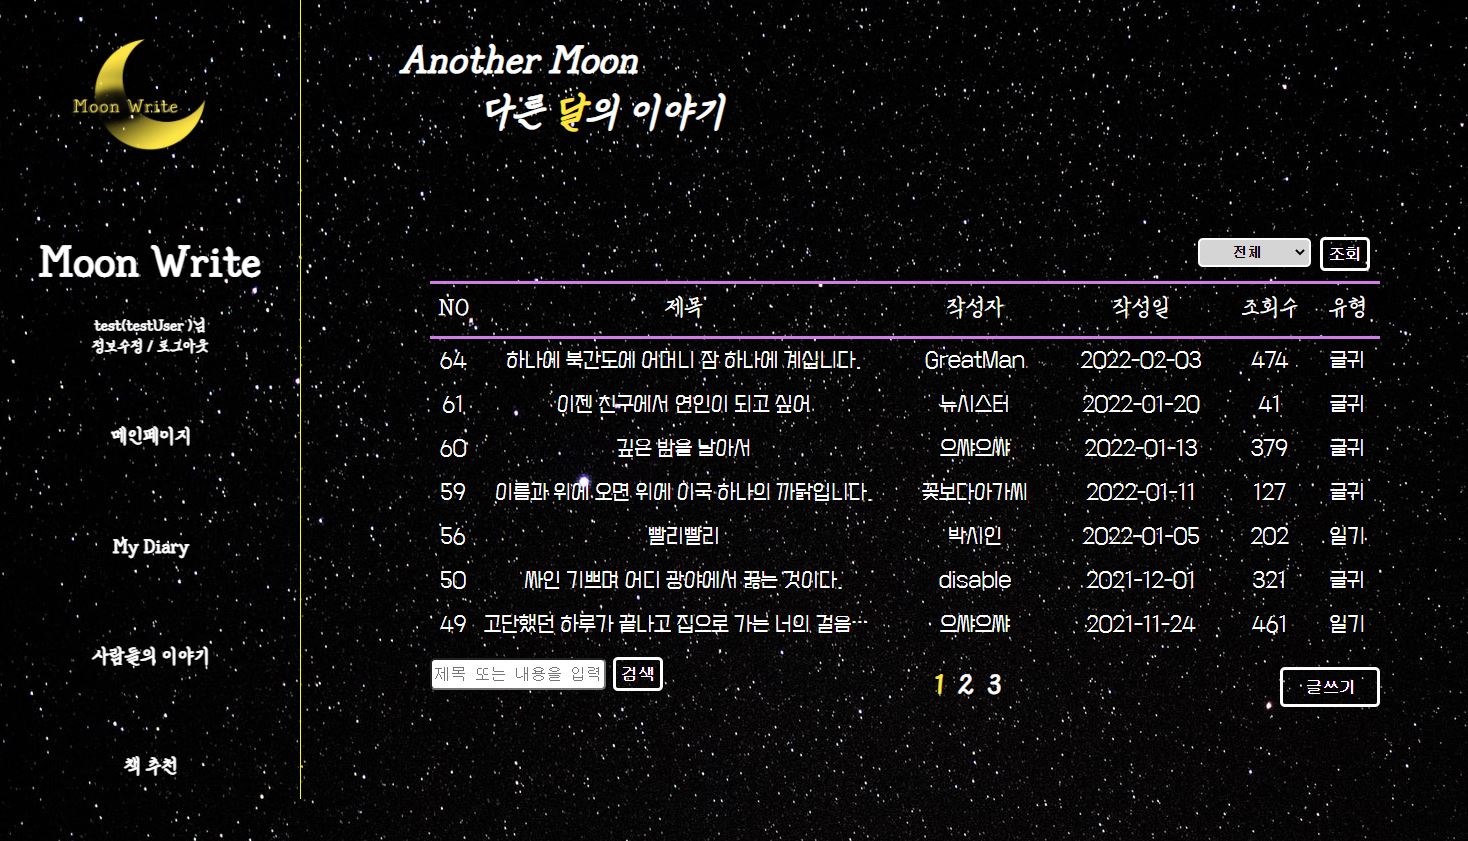 Moon Write
Moon Write
test(testUser )님
정보수정 / 로그아웃
메인페이지
My Diary
사람들의 이야기
책 추천
Another Moon
다른 달의 이야기
전체 조회
NO 제목 작성자 작성일 조회수 유형
64 하나에 북간도에 어머니 잠 하나에 계십니다. GreatMan 2022-02-03 474 글귀
61 이젠 친구에서 연인이 되고 싶어 뉴시스터 2022-01-20 41 글귀
60 깊은 밤을 날아서 으쌰으쌰 2022-01-13 379 글귀
59 이름과 위에 오면 위에 이국 하나의 까닭입니다. 꽃보다아가씨 2022-01-11 127 글귀
56 빨리빨리 박시인 2022-01-05 202 일기
50 싸인 기쁘며 어디 광야에서 끓는 것이다. disable 2021-12-01 321 글귀
49 고단했던 하루가 끝나고 집으로 가는 너의 걸음… 으쌰으쌰 2021-11-24 461 일기
제목 또는 내용을 입력 검색 1 2 3 글쓰기